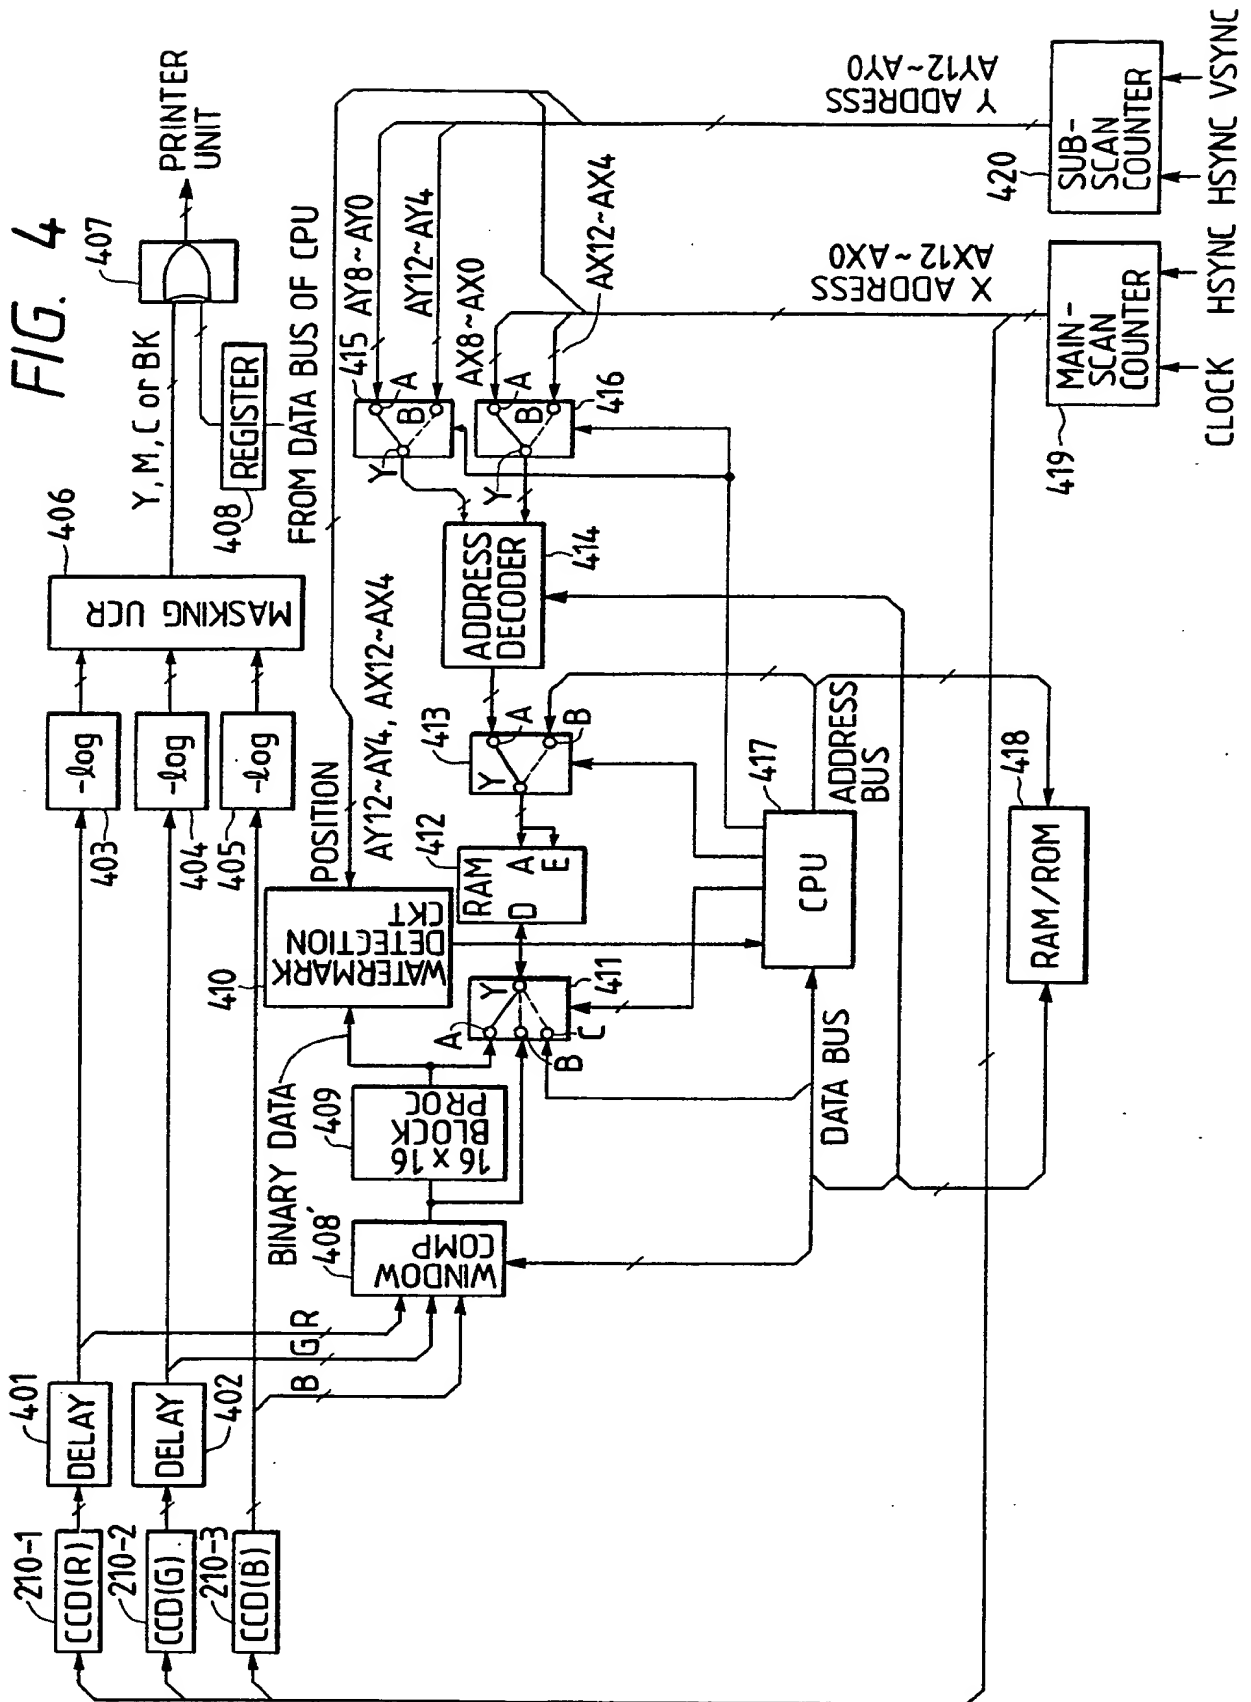 FIG. 4
210-1
CCD(R)
401
DELAY
403
-log
406
MASKING UCR
Y, M, C or BK
407
PRINTER
UNIT
210-2
CCD(G)
402
DELAY
404
-log
408
REGISTER
FROM DATA BUS OF CPU
210-3
CCD(B)
405
-log
B
G
R
408'
WINDOW
COMP
409
16 x 16
BLOCK
PROC
BINARY DATA
410
WATERMARK
DETECTION
CKT
POSITION
AY12~AY4, AX12~AX4
A
B
C
Y
411
412
RAM
D
A
E
413
Y
A
B
ADDRESS
DECODER
414
415
AY8~AY0
AY12~AY4
Y
A
B
AX8~AX0
AX12~AX4
Y
A
B
416
417
CPU
DATA BUS
ADDRESS
BUS
418
RAM/ROM
X ADDRESS
AX12~AX0
Y ADDRESS
AY12~AY0
419
MAIN-
SCAN
COUNTER
420
SUB-
SCAN
COUNTER
CLOCK
HSYNC
HSYNC
VSYNC